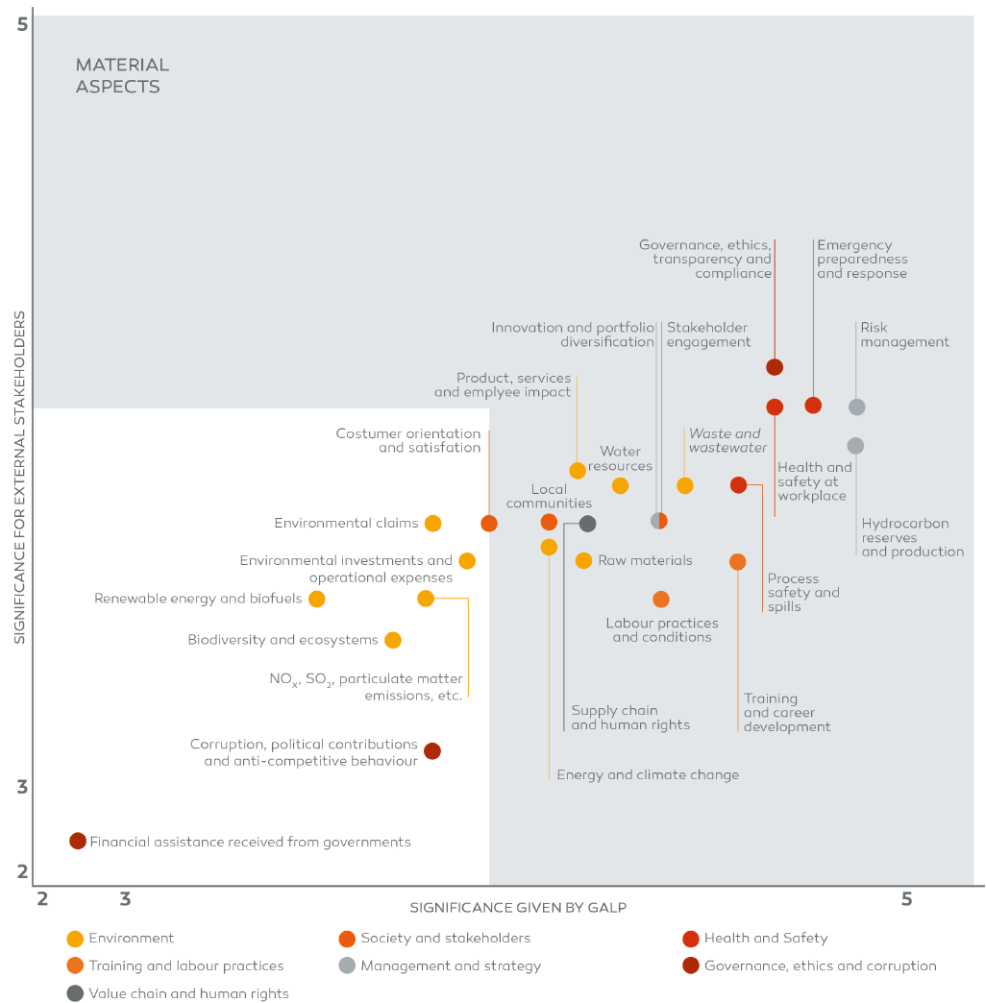 5
MATERIAL
ASPECTS
Governance, ethics,
transparency and
compliance
Emergency
preparedness
and response
Innovation and portfolio
diversification
Stakeholder
engagement
Risk
management
Product, services
and emplyee impact
Costumer orientation
and satisfaction
Waste and
wastewater
Water
resources
Health and
safety at
workplace
Local
communities
Environmental claims
Hydrocarbon
reserves
and production
Environmental investments and
operational expenses
Raw materials
Process
safety and
spills
Renewable energy and biofuels
Labour practices
and conditions
Biodiversity and ecosystems
NOx, SO2, particulate matter
emissions, etc.
Supply chain
and human rights
Training
and career
development
Corruption, political contributions
and anti-competitive behaviour
Energy and climate change
3
Financial assistance received from governments
2
SIGNIFICANCE FOR EXTERNAL STAKEHOLDERS
2
3
5
SIGNIFICANCE GIVEN BY GALP
Environment
Society and stakeholders
Health and Safety
Training and labour practices
Management and strategy
Governance, ethics and corruption
Value chain and human rights